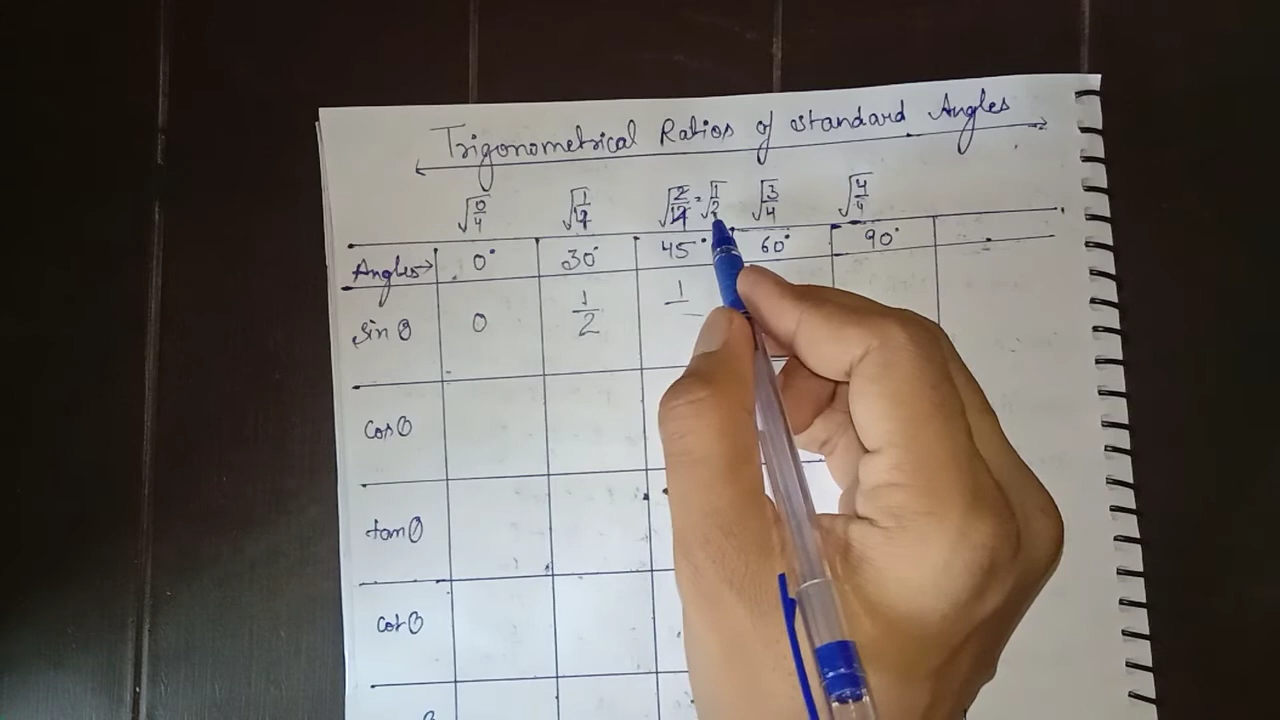 Trigonometrical Ratios of standard Angles
√0/4 √1/4 √2/4 = √1/2 √3/4 √4/4
Angles→ 0° 30° 45° 60° 90°
sin θ 0 1/2 1
cos θ
tan θ
cot θ